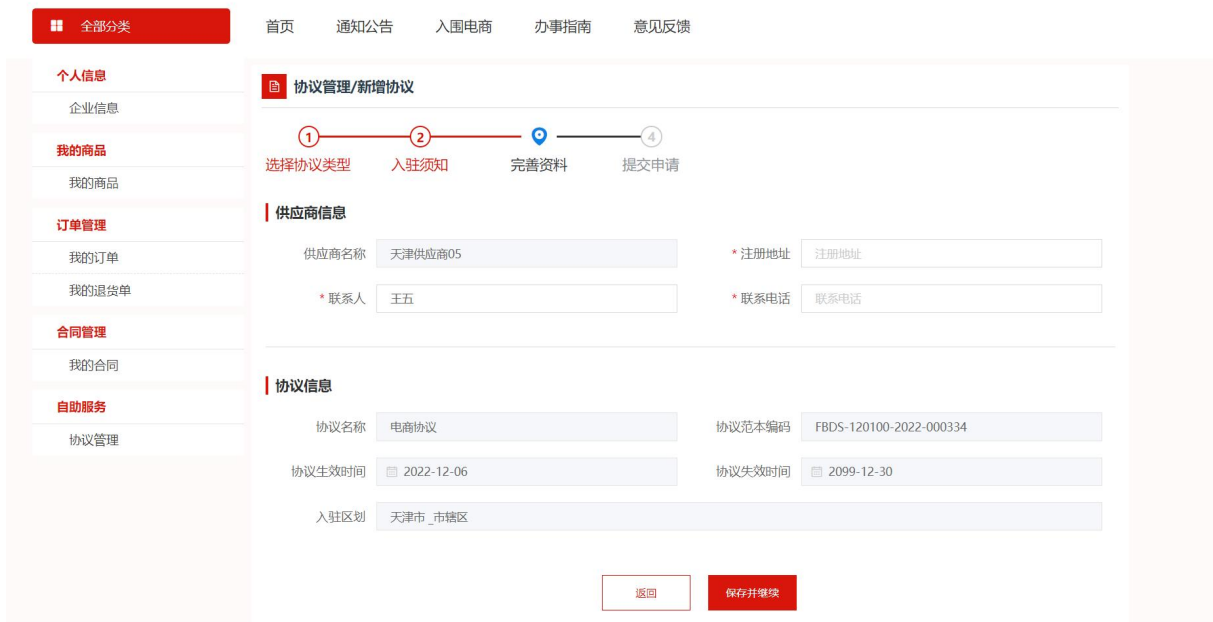 全部分类
首页 通知公告 入围电商 办事指南 意见反馈
个人信息
企业信息
我的商品
我的商品
订单管理
我的订单
我的退货单
合同管理
我的合同
自助服务
协议管理
协议管理/新增协议
1 2 4
选择协议类型 入驻须知 完善资料 提交申请
供应商信息
供应商名称 天津供应商05 * 注册地址 注册地址
* 联系人 王五 * 联系电话 联系电话
协议信息
协议名称 电商协议 协议范本编码 FBDS-120100-2022-000334
协议生效时间 2022-12-06 协议失效时间 2099-12-30
入驻区划 天津市_市辖区
返回 保存并继续